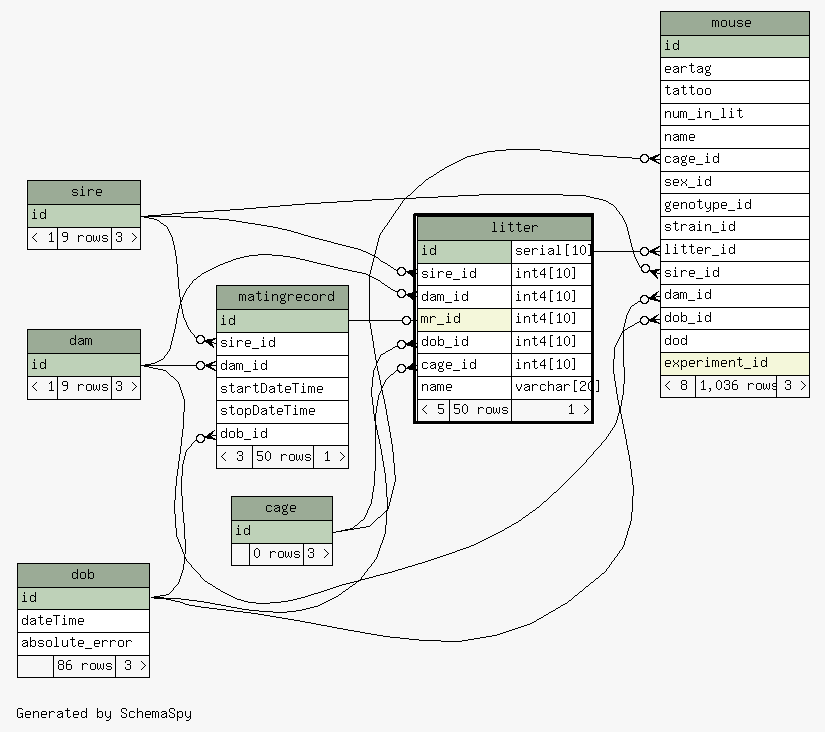 mouse
id
eartag
tattoo
num_in_lit
name
cage_id
sex_id
genotype_id
strain_id
litter_id
sire_id
dam_id
dob_id
dod
experiment_id
< 8 1,036 rows 3 >
sire
id
< 1 9 rows 3 >
litter
id serial[10]
sire_id int4[10]
dam_id int4[10]
mr_id int4[10]
dob_id int4[10]
cage_id int4[10]
name varchar[20]
< 5 50 rows 1 >
matingrecord
id
sire_id
dam_id
startDateTime
stopDateTime
dob_id
< 3 50 rows 1 >
dam
id
< 1 9 rows 3 >
cage
id
0 rows 3 >
dob
id
dateTime
absolute_error
86 rows 3 >
Generated by SchemaSpy